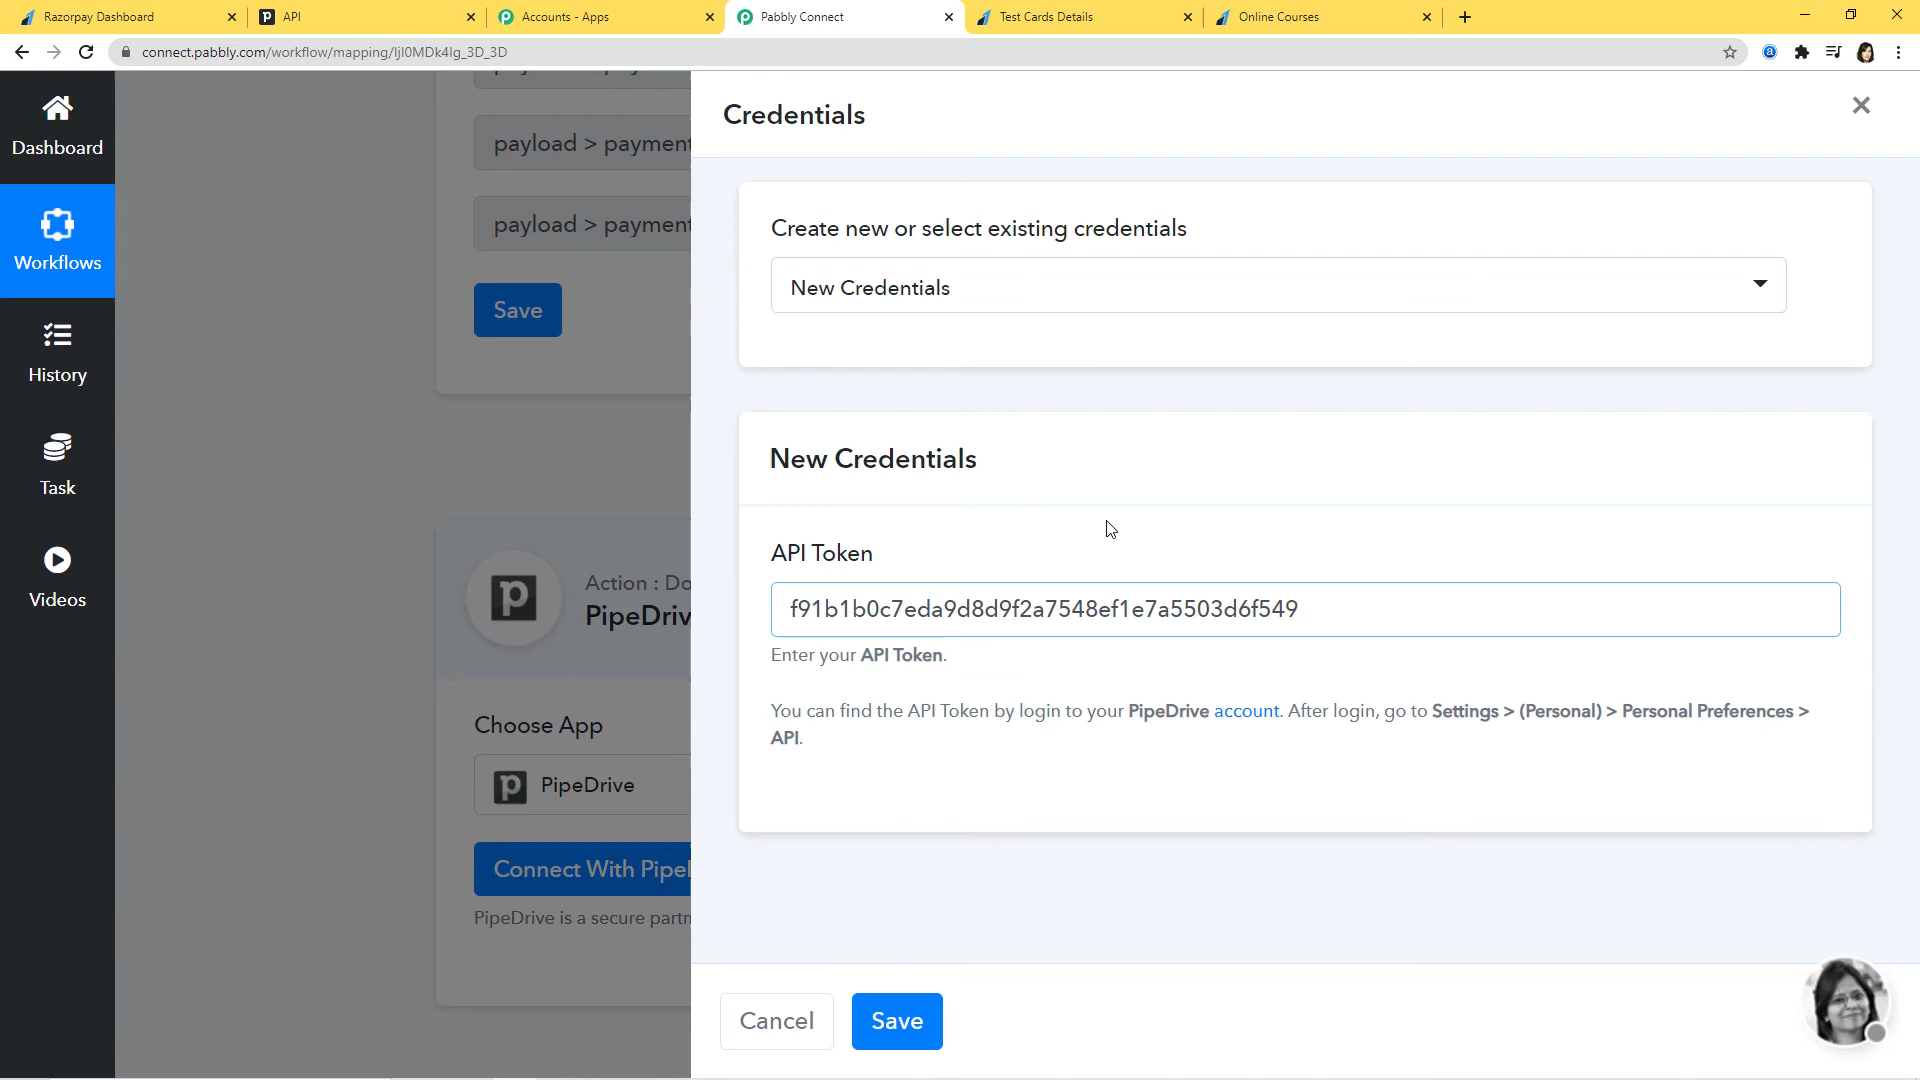 Razorpay Dashboard
API
Accounts - Apps
Pabbly Connect
Test Cards Details
Online Courses
connect.pabbly.com/workflow/mapping/IjI0MDk4Ig_3D_3D
Dashboard
Workflows
History
Task
Videos
payload > payment
payload > payment
Save
Action : Do
PipeDriv
Choose App
PipeDrive
Connect With Pipe
PipeDrive is a secure partn
Credentials
Create new or select existing credentials
New Credentials
New Credentials
API Token
f91b1b0c7eda9d8d9f2a7548ef1e7a5503d6f549
Enter your API Token.
You can find the API Token by login to your PipeDrive account. After login, go to Settings > (Personal) > Personal Preferences >
API.
Cancel
Save